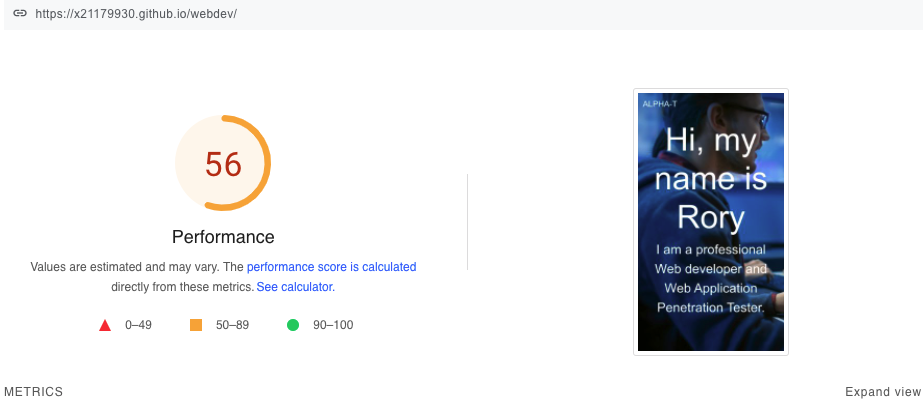 https://x21179930.github.io/webdev/
56
Performance
Values are estimated and may vary. The performance score is calculated
directly from these metrics. See calculator.
0–49
50–89
90–100
ALPHA-T
Hi, my
name is
Rory
I am a professional
Web developer and
Web Application
Penetration Tester.
METRICS
Expand view